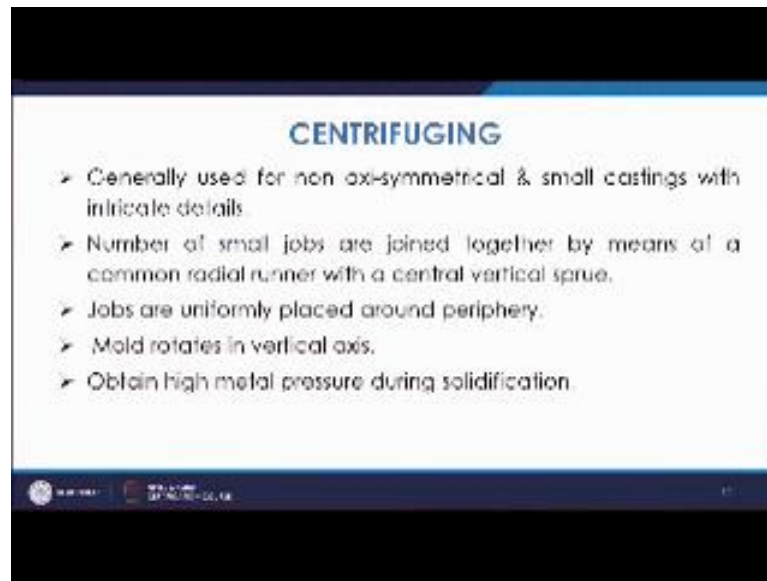 CENTRIFUGING
➢ Generally used for non axi-symmetrical & small castings with
intricate details.
➢ Number of small jobs are joined together by means of a
common radial runner with a central vertical sprue.
➢ Jobs are uniformly placed around periphery.
➢ Mold rotates in vertical axis.
➢ Obtain high metal pressure during solidification